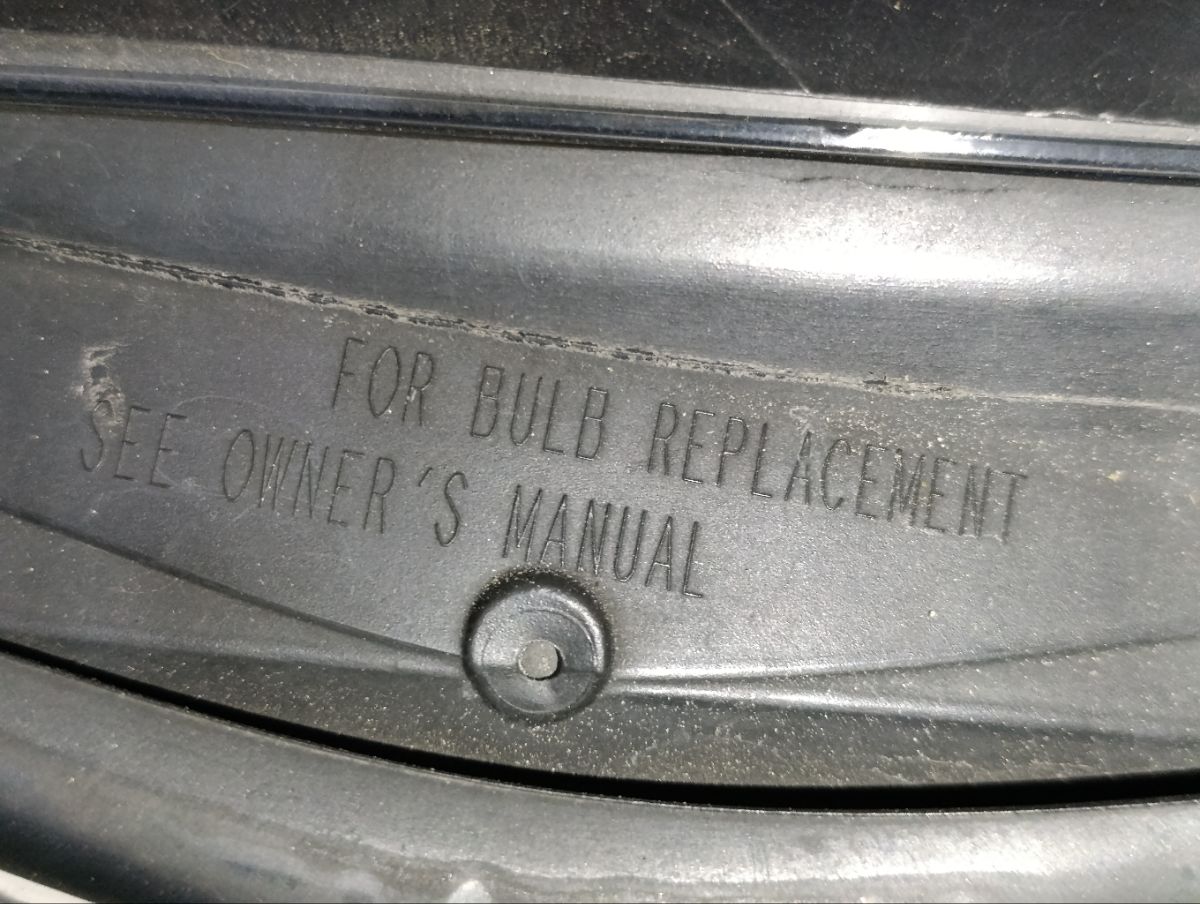 FOR BULB REPLACEMENT
SEE OWNER'S MANUAL